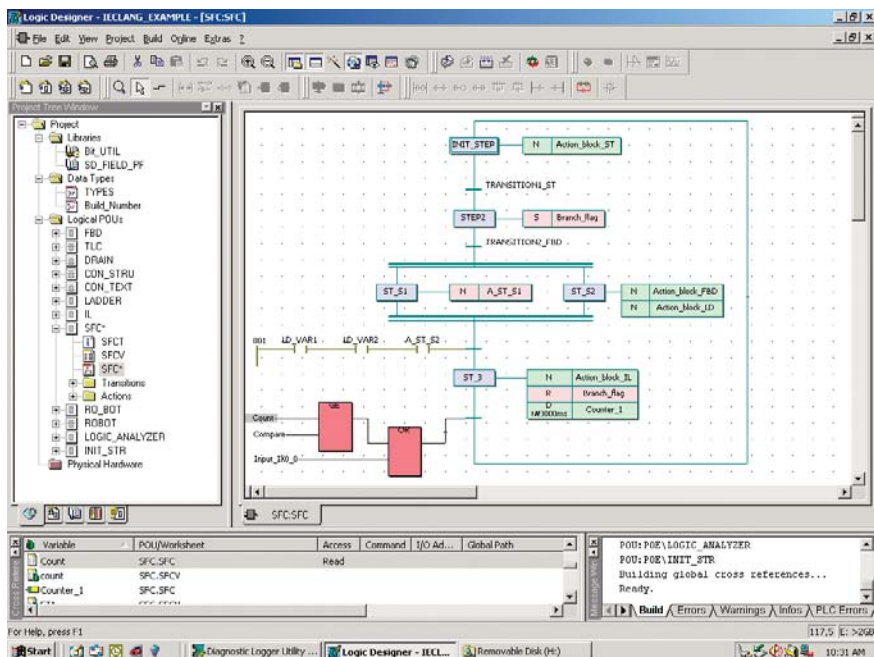 Logic Designer - IECLANG_EXAMPLE - [SFC:SFC]
File Edit View Project Build Online Extras ?
Project Tree Window
Project
Libraries
Bit_UTIL
SD_FIELD_PF
Data Types
TYPES
Build_Number
Logical POUs
FBD
TLC
DRAIN
CON_STRU
CON_TEXT
LADDER
IL
SFC*
SFCT
SFCV
SFC*
Transitions
Actions
RO_BOT
ROBOT
LOGIC_ANALYZER
INIT_STR
Physical Hardware
INIT_STEP N Action_block_ST
TRANSITION1_ST
STEP2 S Branch_flag
TRANSITION2_FBD
ST_S1 N A_ST_S1 ST_S2 N Action_block_FBD
N Action_block_LD
001 LD_VAR1 LD_VAR2 A_ST_S2
ST_3 N Action_block_IL
R Branch_flag
D t#3000ms Counter_1
GE
Count
Compare
OR
Input_IR0_0
SFC:SFC
Variable POU/Worksheet Access Command I/O Ad... Global Path
Count SFC.SFC Read
count SFC.SFCV
Counter_1 SFC.SFC
POU:POE\LOGIC_ANALYZER
POU:POE\INIT_STR
Building global cross references...
Ready.
Build Errors Warnings Infos PLC Errors
For Help, press F1
117,5 E: >2GB
Start Diagnostic Logger Utility ... Logic Designer - IECL... Removable Disk (H:) 10:31 AM